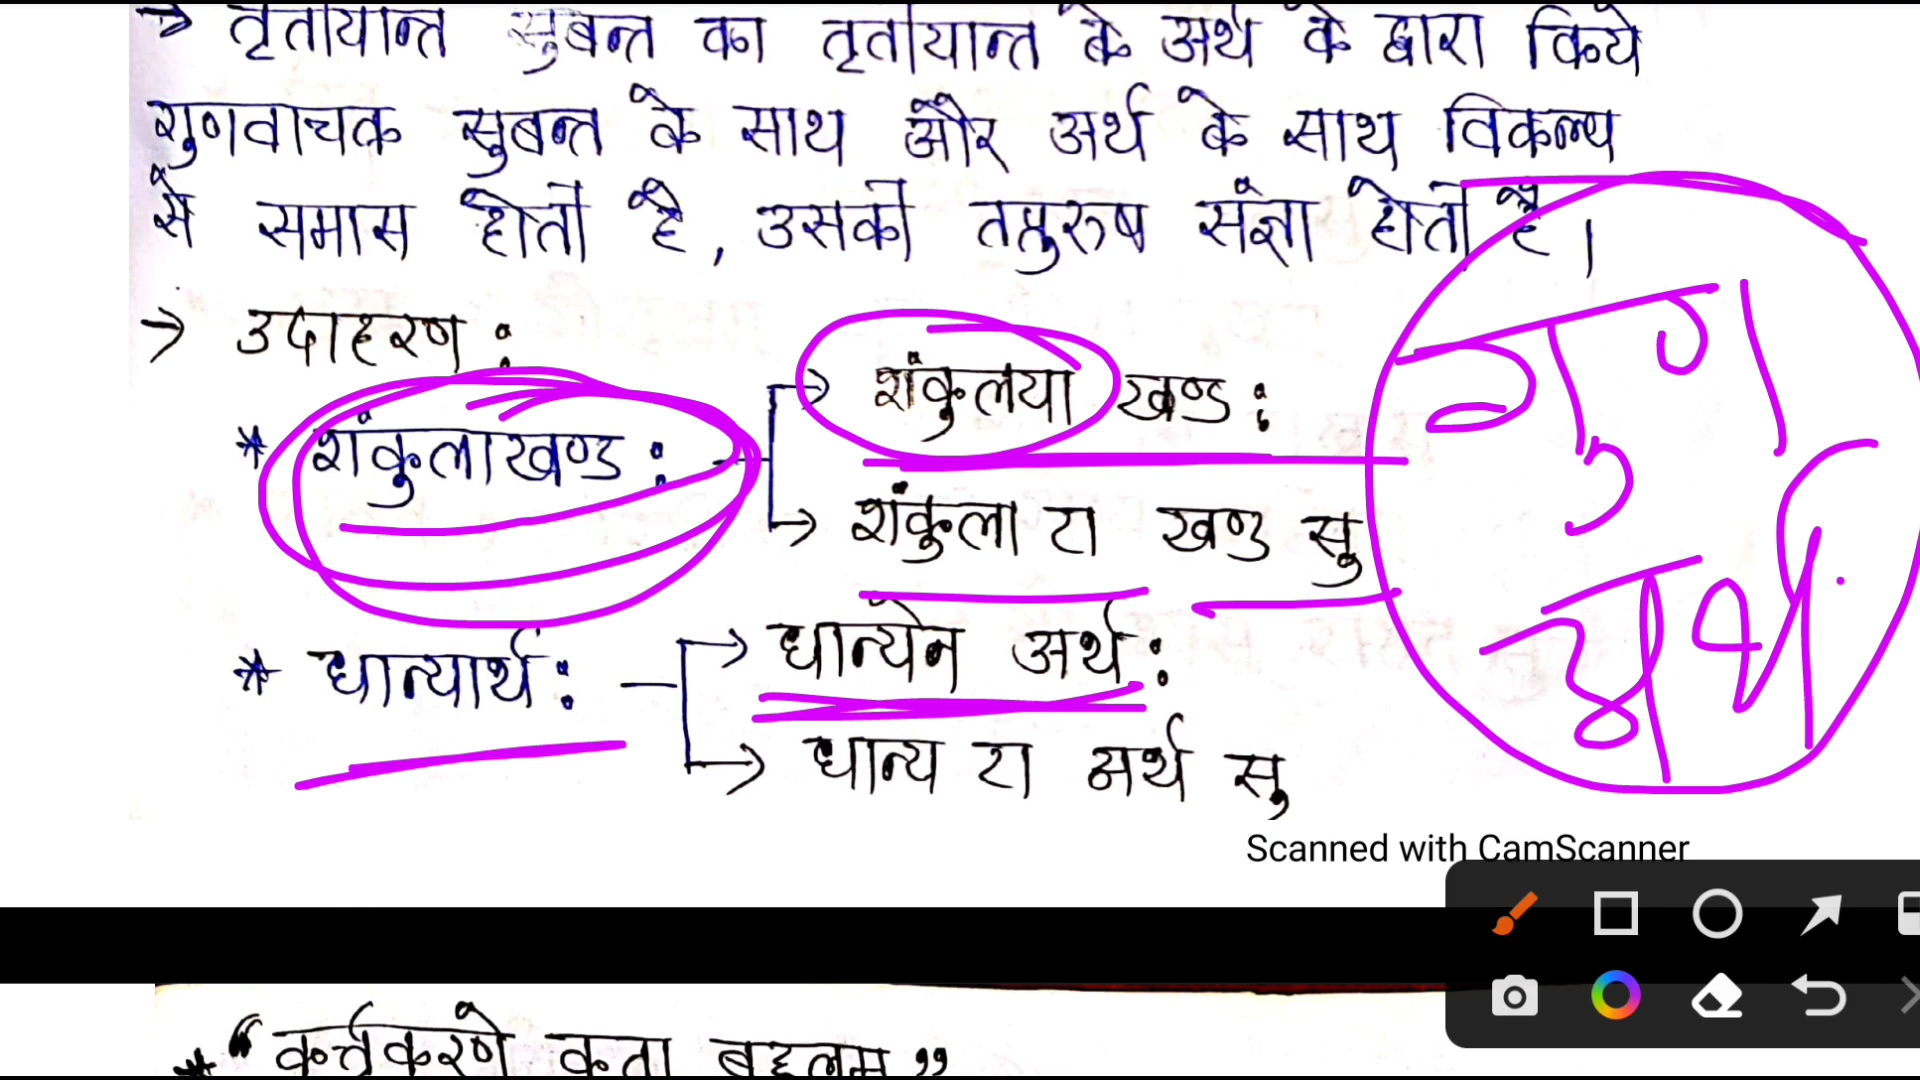 → तृतीयान्त सुबन्त का तृतीयान्त के अर्थ के द्वारा किये
गुणवाचक सुबन्त के साथ और अर्थ के साथ विकल्प
से समास होता है, उसकी तत्पुरुष संज्ञा होती है।
→ उदाहरण :
* शंकुलाखण्ड : → शंकुलया खण्ड :
→ शंकुला टा खण्ड सु
गुण
अर्थ
* धान्यार्थ : → धान्येन अर्थ :
→ धान्य टा अर्थ सु
Scanned with CamScanner
* “कर्तृकरणे कृता बहुलम”